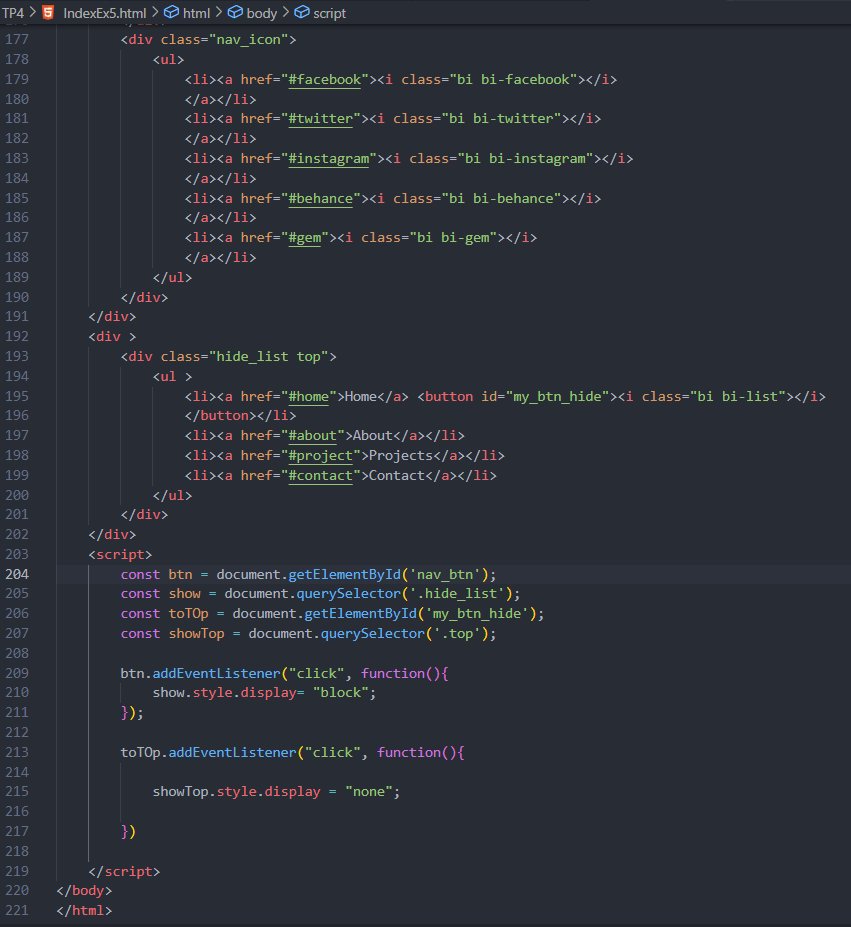 TP4 > IndexEx5.html > html > body > script
177 <div class="nav_icon">
178 <ul>
179 <li><a href="#facebook"><i class="bi bi-facebook"></i>
180 </a></li>
181 <li><a href="#twitter"><i class="bi bi-twitter"></i>
182 </a></li>
183 <li><a href="#instagram"><i class="bi bi-instagram"></i>
184 </a></li>
185 <li><a href="#behance"><i class="bi bi-behance"></i>
186 </a></li>
187 <li><a href="#gem"><i class="bi bi-gem"></i>
188 </a></li>
189 </ul>
190 </div>
191 </div>
192 <div >
193 <div class="hide_list top">
194 <ul >
195 <li><a href="#home">Home</a> <button id="my_btn_hide"><i class="bi bi-list"></i>
196 </button></li>
197 <li><a href="#about">About</a></li>
198 <li><a href="#project">Projects</a></li>
199 <li><a href="#contact">Contact</a></li>
200 </ul>
201 </div>
202 </div>
203 <script>
204 const btn = document.getElementById('nav_btn');
205 const show = document.querySelector('.hide_list');
206 const toTOp = document.getElementById('my_btn_hide');
207 const showTop = document.querySelector('.top');
208
209 btn.addEventListener("click", function(){
210 show.style.display= "block";
211 });
212
213 toTOp.addEventListener("click", function(){
214
215 showTop.style.display = "none";
216
217 })
218
219 </script>
220 </body>
221 </html>